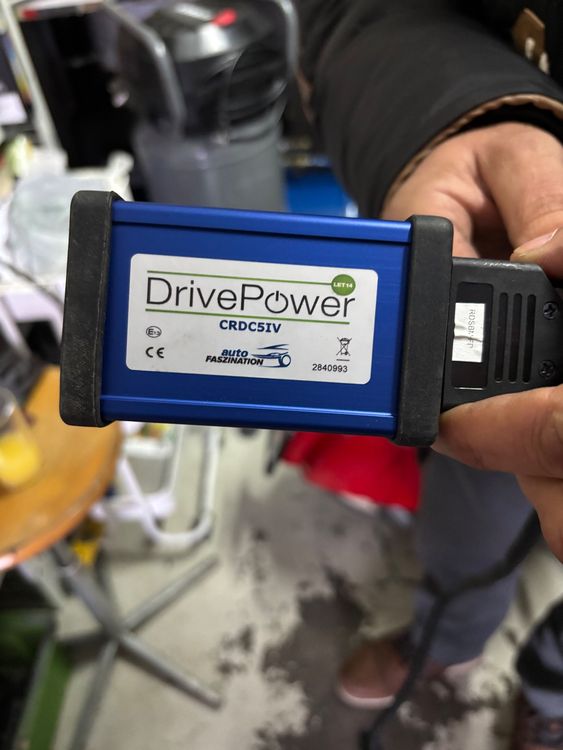 LET14
DrivePower
CRDC5IV
CE
auto
FASZINATION
2840993